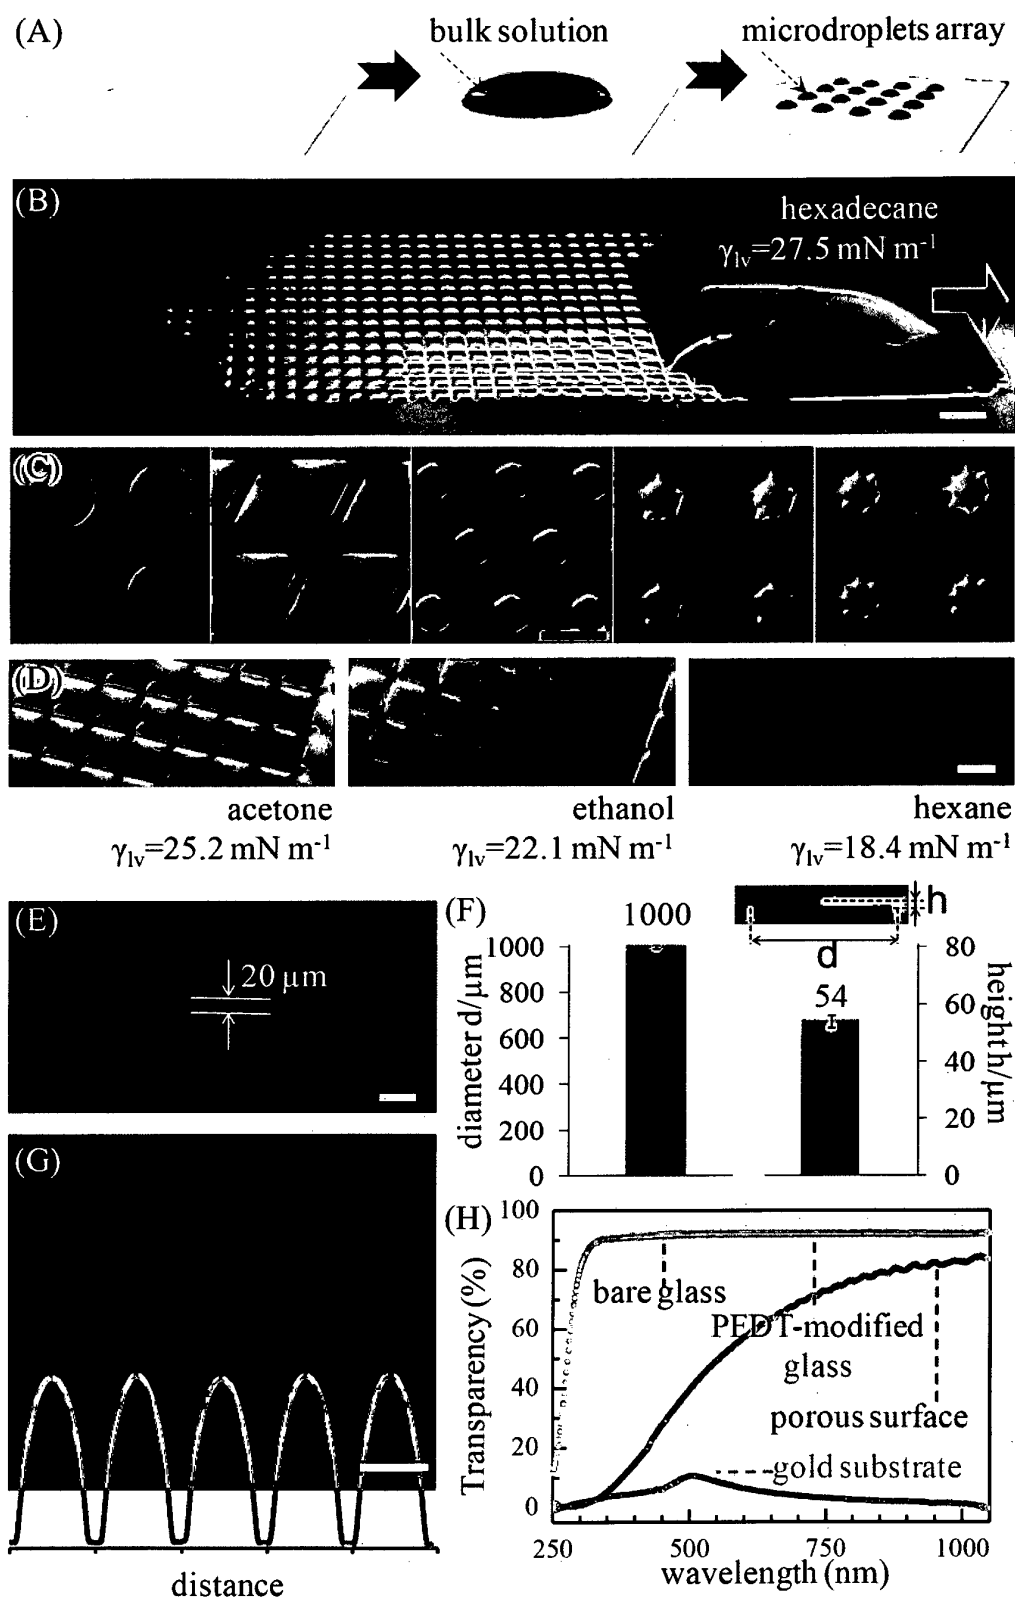 (A)
bulk solution
microdroplets array
(B)
hexadecane
γlv=27.5 mN m-1
(C)
(D)
acetone
γlv=25.2 mN m-1
ethanol
γlv=22.1 mN m-1
hexane
γlv=18.4 mN m-1
(E)
20 µm
(F)
1000
h
d
54
diameter d/µm
1000
800
600
400
200
0
80
60
40
20
0
height h/µm
(G)
distance
(H)
Transparency (%)
100
80
60
40
20
0
bare glass
PEDT-modified
glass
porous surface
gold substrate
250
500
750
1000
wavelength (nm)